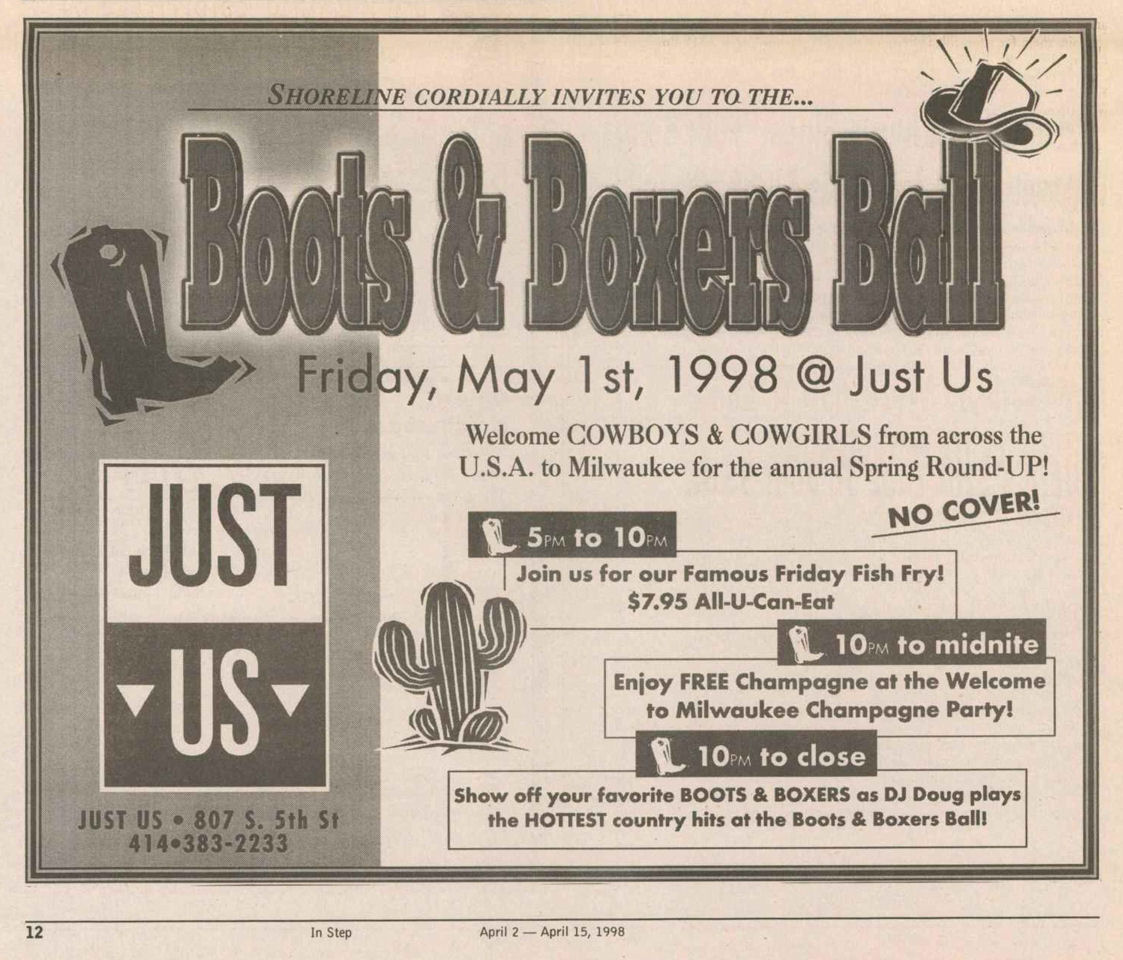 SHORELINE CORDIALLY INVITES YOU TO THE...
Boots & Boxers Ball
Friday, May 1st, 1998 @ Just Us
Welcome COWBOYS & COWGIRLS from across the
U.S.A. to Milwaukee for the annual Spring Round-UP!
NO COVER!
5PM to 10PM
Join us for our Famous Friday Fish Fry!
$7.95 All-U-Can-Eat
10PM to midnite
Enjoy FREE Champagne at the Welcome
to Milwaukee Champagne Party!
10PM to close
Show off your favorite BOOTS & BOXERS as DJ Doug plays
the HOTTEST country hits at the Boots & Boxers Ball!
JUST
US
JUST US • 807 S. 5th St
414•383-2233
12 In Step April 2 — April 15, 1998